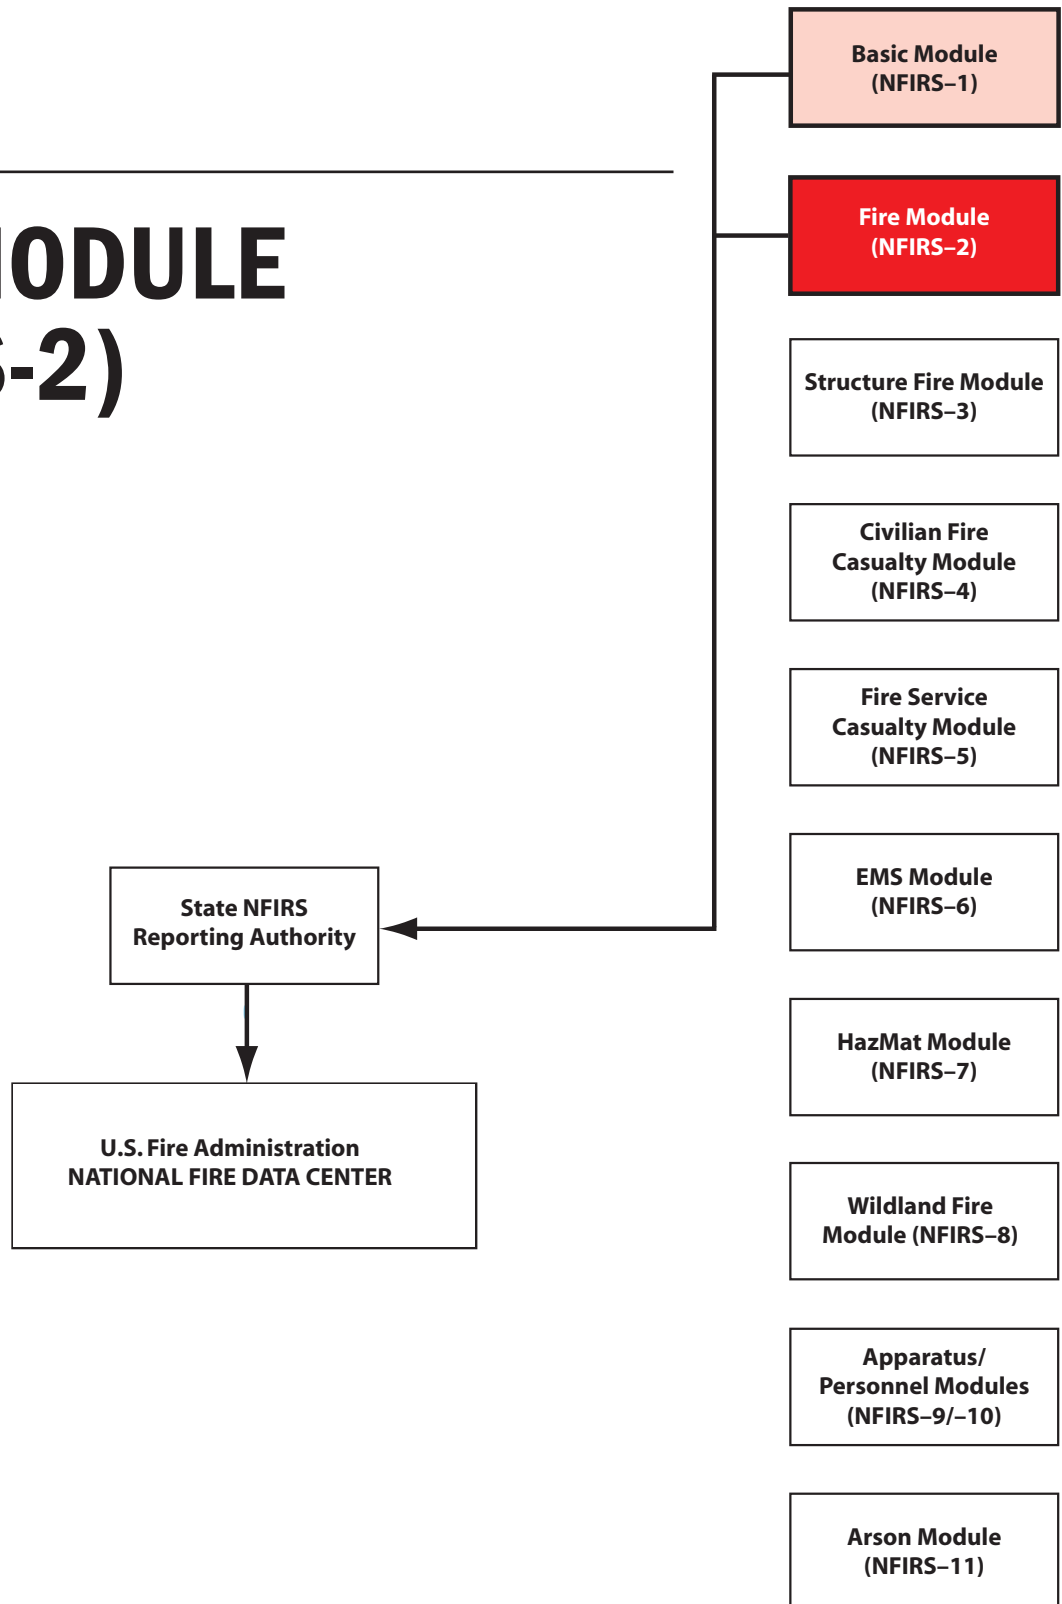 Basic Module
(NFIRS–1)
Fire Module
(NFIRS–2)
MODULE
S-2)
Structure Fire Module
(NFIRS–3)
Civilian Fire
Casualty Module
(NFIRS–4)
Fire Service
Casualty Module
(NFIRS–5)
EMS Module
(NFIRS–6)
State NFIRS
Reporting Authority
HazMat Module
(NFIRS–7)
U.S. Fire Administration
NATIONAL FIRE DATA CENTER
Wildland Fire
Module (NFIRS–8)
Apparatus/
Personnel Modules
(NFIRS–9/–10)
Arson Module
(NFIRS–11)